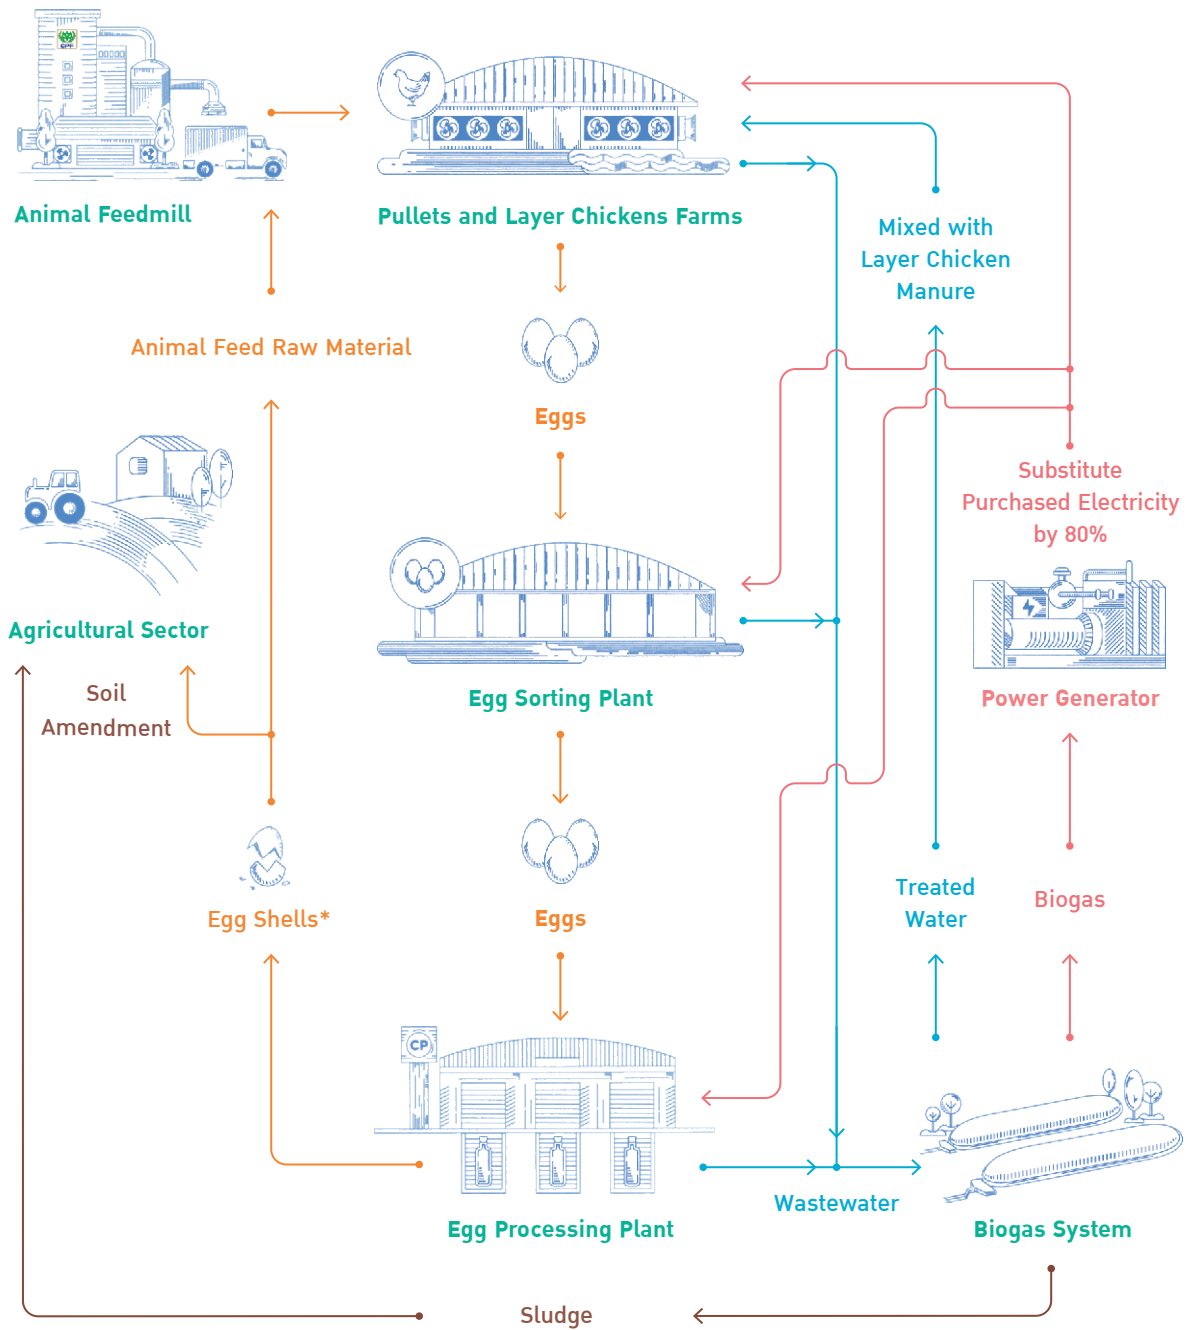 CPF
Animal Feedmill
Pullets and Layer Chickens Farms
Mixed with
Layer Chicken
Manure
Animal Feed Raw Material
Eggs
Substitute
Purchased Electricity
by 80%
Agricultural Sector
Soil
Amendment
Egg Sorting Plant
Power Generator
Egg Shells*
Eggs
Treated
Water
Biogas
CP
Wastewater
Egg Processing Plant
Biogas System
Sludge